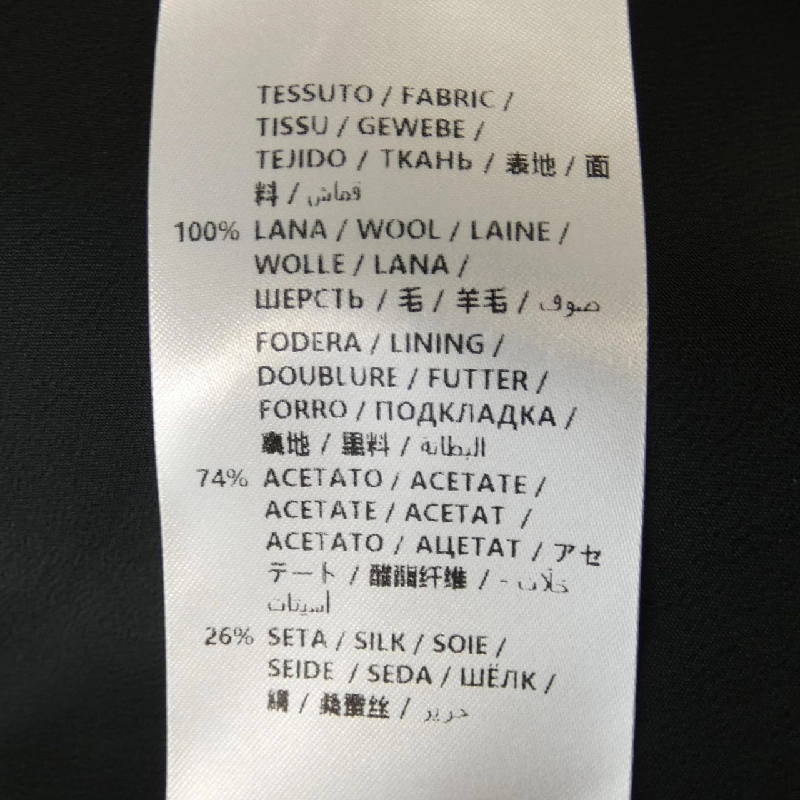 TESSUTO / FABRIC /
TISSU / GEWEBE /
TEJIDO / ТКАНЬ / 表地 / 面
料 / قماش
100% LANA / WOOL / LAINE /
WOLLE / LANA /
ШЕРСТЬ / 毛 / 羊毛 / صوف
FODERA / LINING /
DOUBLURE / FUTTER /
FORRO / ПОДКЛАДКА /
裏地 / 里料 / البطانة
74% ACETATO / ACETATE /
ACETATE / ACETAT /
ACETATO / АЦЕТАТ / アセ
テート / 醋酯纤维 / خلات -
أسيتات
26% SETA / SILK / SOIE /
SEIDE / SEDA / ШЁЛК /
絹 / 桑蚕丝 / حرير